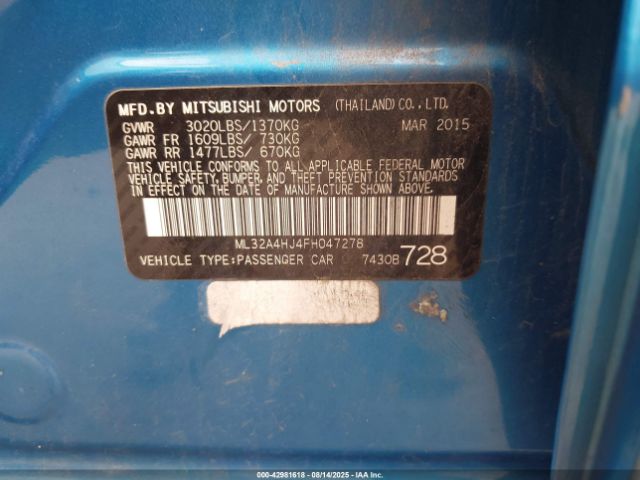 MFD.BY MITSUBISHI MOTORS (THAILAND) CO., LTD.
GVWR 3020LBS/1370KG MAR 2015
GAWR FR 1609LBS/ 730KG
GAWR RR 1477LBS/ 670KG
THIS VEHICLE CONFORMS TO ALL APPLICABLE FEDERAL MOTOR
VEHICLE SAFETY, BUMPER, AND THEFT PREVENTION STANDARDS
IN EFFECT ON THE DATE OF MANUFACTURE SHOWN ABOVE.
ML32A4HJ4FH047278
VEHICLE TYPE:PASSENGER CAR 7430B 728
000-42981618 - 08/14/2025 - IAAI Inc.